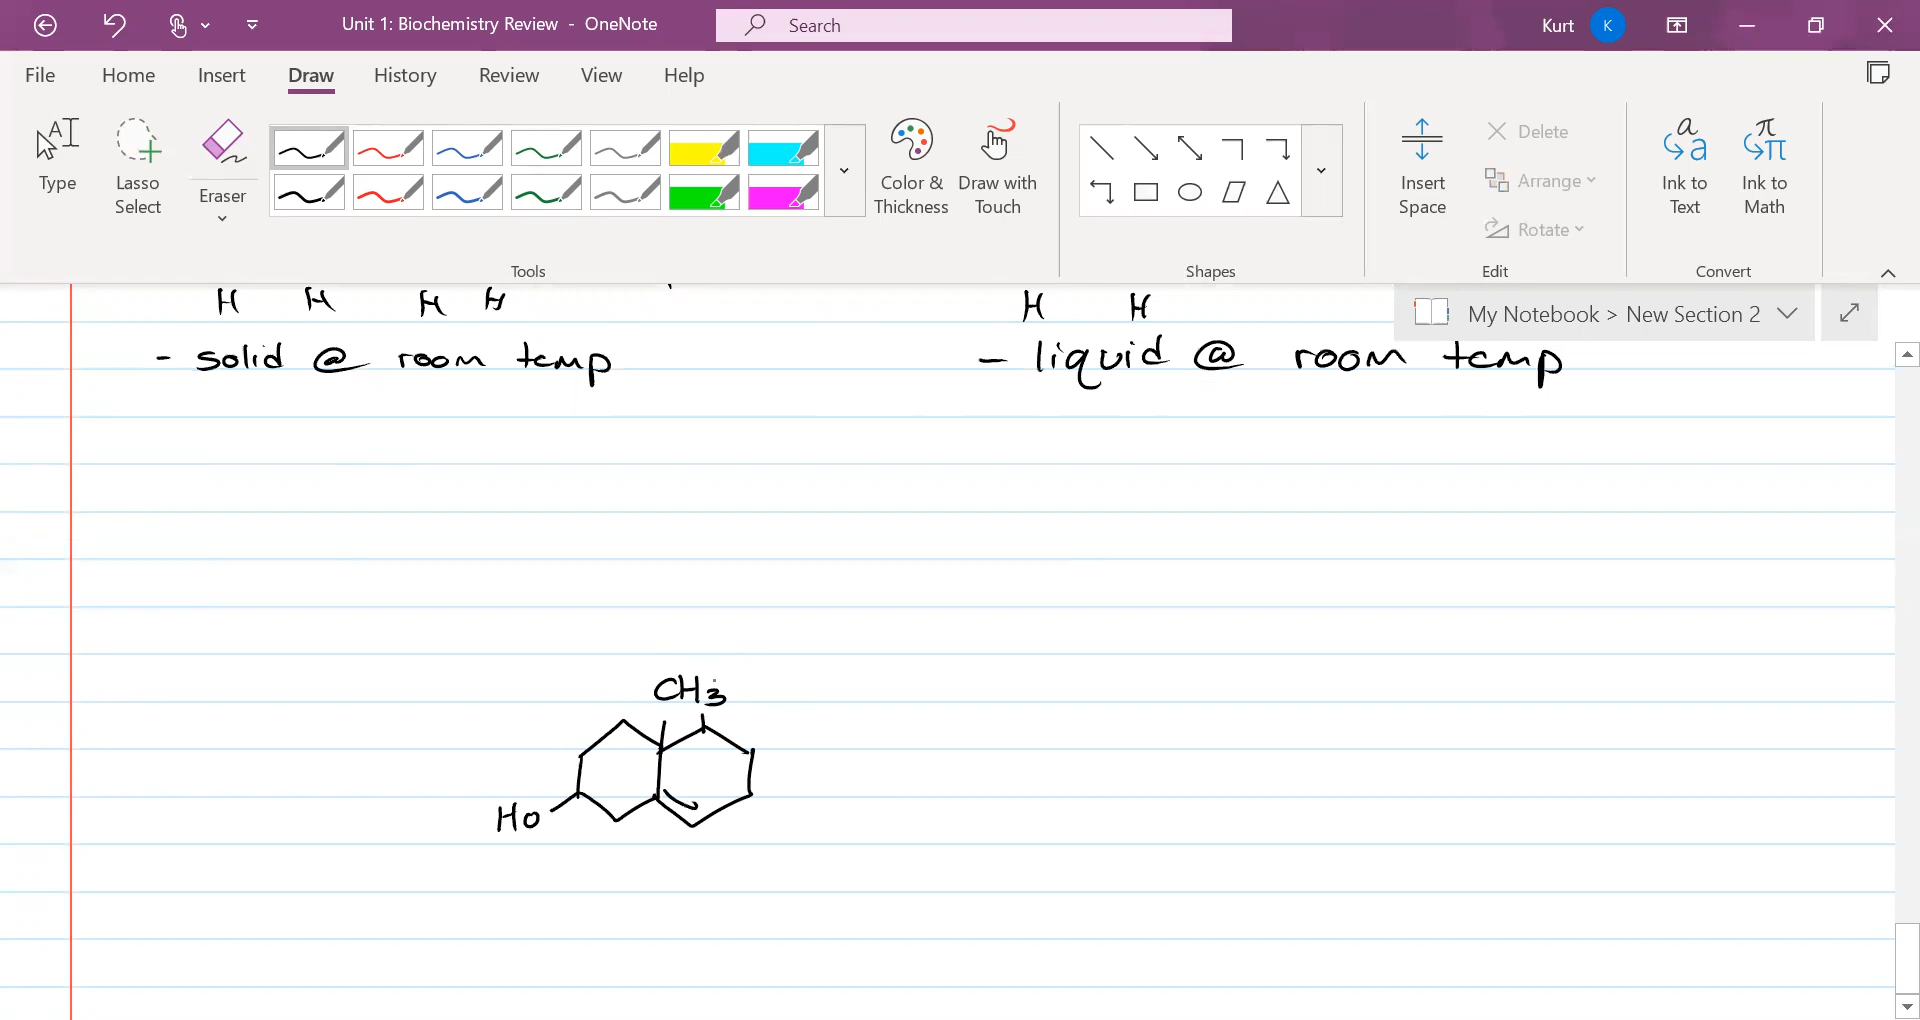 Unit 1: Biochemistry Review - OneNote
Search
Kurt K
File Home Insert Draw History Review View Help
Type
Lasso Select
Eraser
Color & Thickness
Draw with Touch
Insert Space
Delete
Arrange
Rotate
a a Ink to Text
π π Ink to Math
Tools Shapes Edit Convert
H H H H H H
My Notebook > New Section 2
- solid @ room temp - liquid @ room temp
CH3
HO